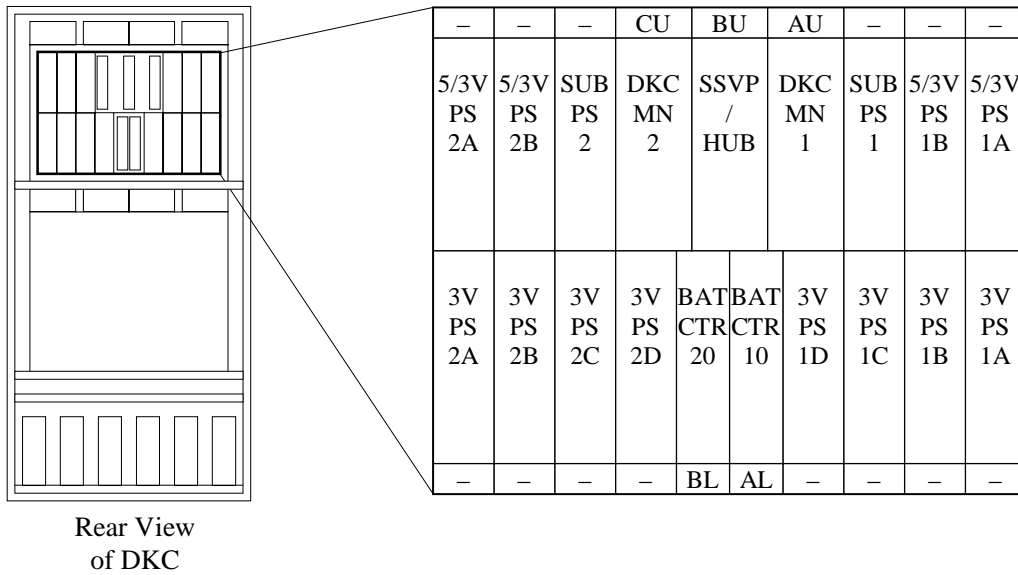 – – – CU BU AU – – –
5/3V 5/3V SUB DKC SSVP DKC SUB 5/3V 5/3V
PS PS PS MN / MN PS PS PS
2A 2B 2 2 HUB 1 1 1B 1A
3V 3V 3V 3V BAT BAT 3V 3V 3V 3V
PS PS PS PS CTR CTR PS PS PS PS
2A 2B 2C 2D 20 10 1D 1C 1B 1A
– – – – BL AL – – – –
Rear View
of DKC